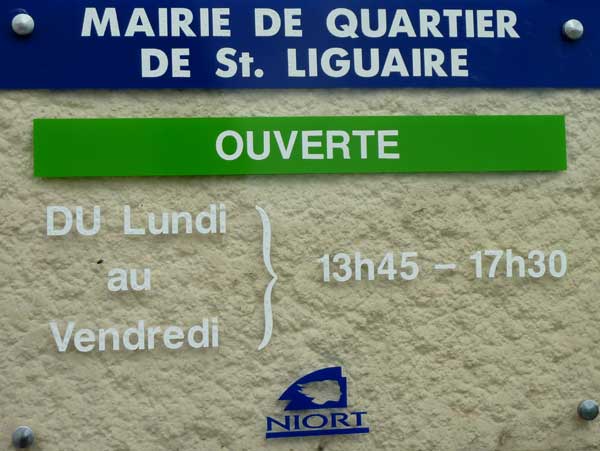 MAIRIE DE QUARTIER
DE St. LIGUAIRE
OUVERTE
DU Lundi
au
Vendredi
13h45 – 17h30
NIORT